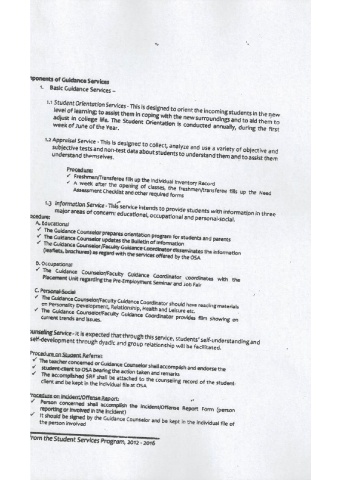 ponents of Guidance Services
1. Basic Guidance Services –
1.1 Student Orientation Services - This is designed to orient the incoming students in the new
level of learning; to assist them in coping with the new surroundings and to aid them to
adjust in college life. The Student Orientation is conducted annually, during the first
week of June of the Year.
1.2 Appraisal Service - This is designed to collect, analyze and use a variety of objective and
subjective tests and non-test data about students to understand them and to assist them
understand themselves.
Procedure:
✓ Freshmen/Transferee fills up the Individual Inventory Record
✓ A week after the opening of classes, the freshmen/transferee fills up the Need
Assessment Checklist and other required forms
1.3 Information Service - This service intends to provide students with information in three
major areas of concern: educational, occupational and personal-social.
ocedure:
A. Educational
✓ The Guidance Counselor prepares orientation program for students and parents
✓ The Guidance Counselor updates the Bulletin of Information
✓ The Guidance Counselor/Faculty Guidance Coordinator disseminates the information
(leaflets, brochures) as regard with the services offered by the OSA
B. Occupational
✓ The Guidance Counselor/Faculty Guidance Coordinator coordinates with the
Placement Unit regarding the Pre-Employment Seminar and Job Fair
C. Personal-Social
✓ The Guidance Counselor/Faculty Guidance Coordinator should have reading materials
on Personality Development, Relationship, Health and Leisure etc.
✓ The Guidance Counselor/Faculty Guidance Coordinator provides film showing on
current trends and issues.
unseling Service - It is expected that through this service, students' self-understanding and
self-development through dyadic and group relationship will be facilitated.
Procedure on Student Referral:
✓ The teacher concerned or Guidance Counselor shall accomplish and endorse the
✓ student-client to OSA bearing the action taken and remarks
✓ The accomplished SRF shall be attached to the counseling record of the student
client and be kept in the individual file at OSA
Procedure on Incident/Offense Report:
✓ Person concerned shall accomplish the Incident/Offense Report Form (person
reporting or involved in the incident)
✓ It should be signed by the Guidance Counselor and be kept in the individual file of
the person involved
from the Student Services Program, 2012 - 2016